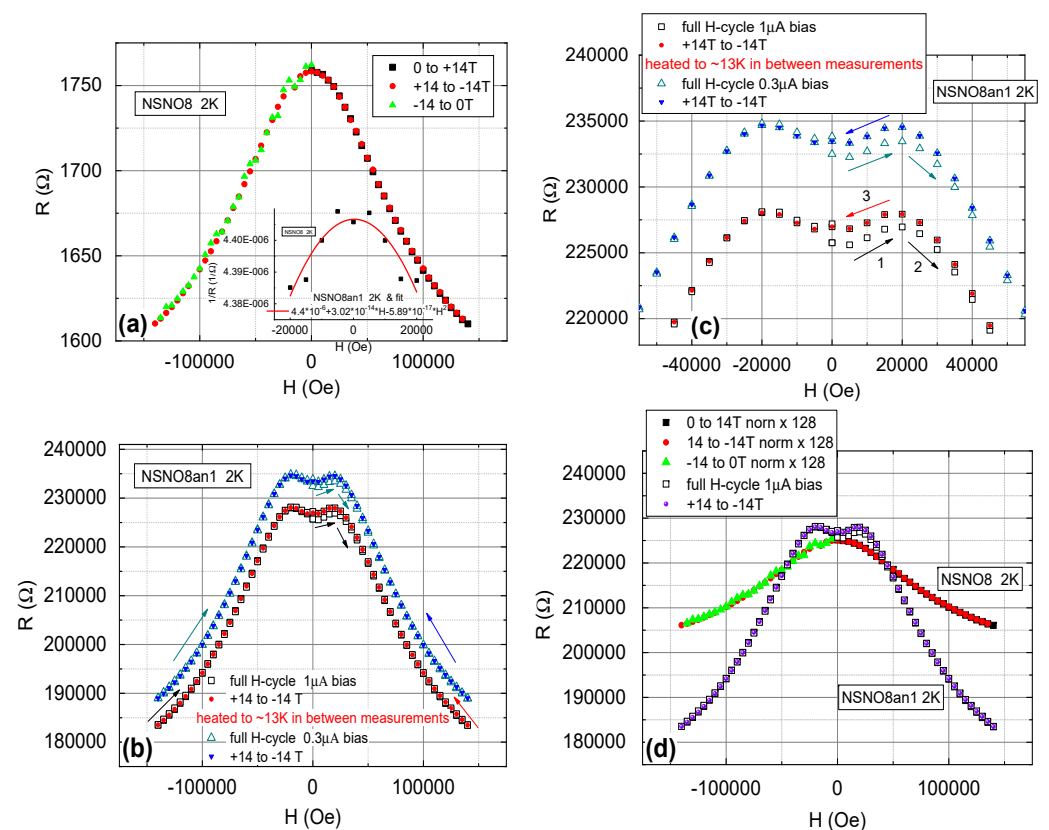 (a)
1750
1700
1650
1600
R (Ω)
-100000
0
100000
H (Oe)
NSNO8 2K
0 to +14T
+14 to -14T
-14 to 0T
4.40E-006
4.39E-006
4.38E-006
1/R (1/Ω)
NSNO8 2K
NSNO8an1 2K & fit
4.4*10-6+3.02*10-14*H-5.89*10-17*H2
-20000
0
20000
(c)
full H-cycle 1μA bias
+14T to -14T
heated to ~13K in between measurements
full H-cycle 0.3μA bias
+14T to -14T
NSNO8an1 2K
240000
235000
230000
225000
220000
R (Ω)
3
1
2
-40000
-20000
0
20000
40000
H (Oe)
(b)
240000
230000
220000
210000
200000
190000
180000
R (Ω)
NSNO8an1 2K
full H-cycle 1μA bias
+14 to -14 T
heated to ~13K in between measurements
full H-cycle 0.3μA bias
+14 to -14 T
-100000
0
100000
H (Oe)
(d)
0 to 14T norm x 128
14 to -14T norm x 128
-14 to 0T norm x 128
full H-cycle 1μA bias
+14 to -14T
240000
230000
220000
210000
200000
190000
180000
R (Ω)
NSNO8 2K
NSNO8an1 2K
-100000
0
100000
H (Oe)